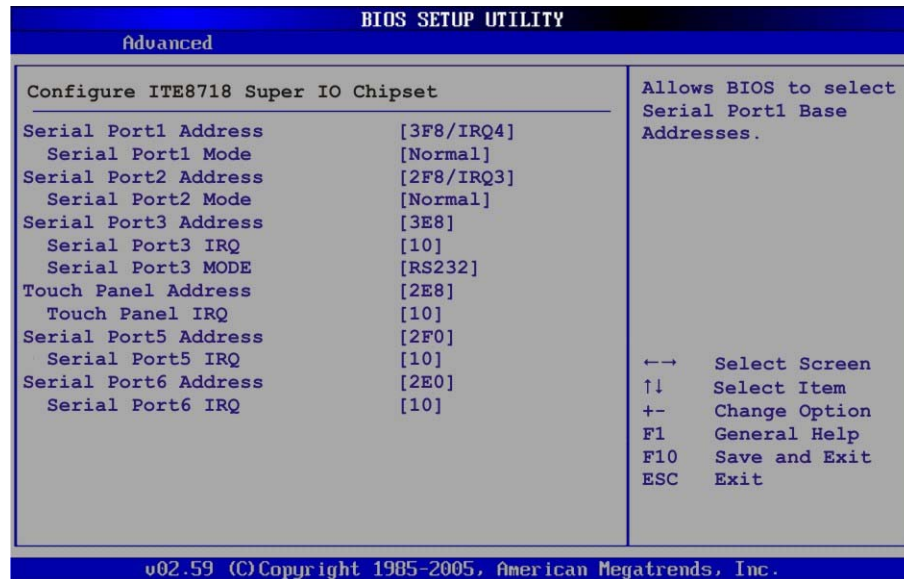 BIOS SETUP UTILITY
Advanced
Configure ITE8718 Super IO Chipset
Serial Port1 Address [3F8/IRQ4]
Serial Port1 Mode [Normal]
Serial Port2 Address [2F8/IRQ3]
Serial Port2 Mode [Normal]
Serial Port3 Address [3E8]
Serial Port3 IRQ [10]
Serial Port3 MODE [RS232]
Touch Panel Address [2E8]
Touch Panel IRQ [10]
Serial Port5 Address [2F0]
Serial Port5 IRQ [10]
Serial Port6 Address [2E0]
Serial Port6 IRQ [10]
Allows BIOS to select
Serial Port1 Base
Addresses.
←→ Select Screen
↑↓ Select Item
+- Change Option
F1 General Help
F10 Save and Exit
ESC Exit
v02.59 (C)Copyright 1985-2005, American Megatrends, Inc.